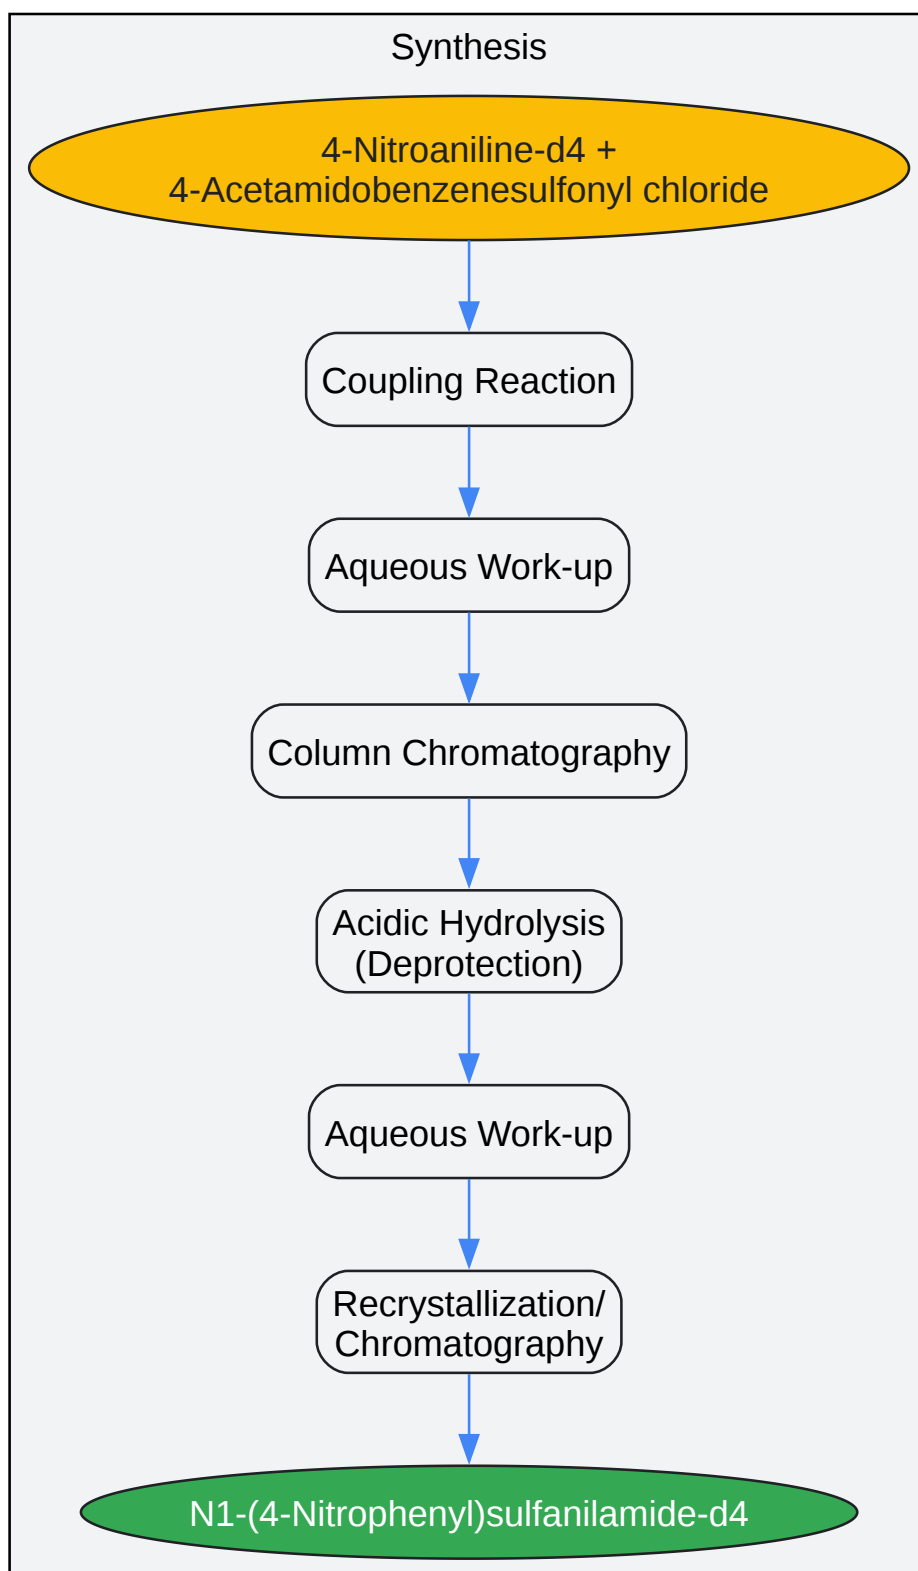 Synthesis
4-Nitroaniline-d4 +
4-Acetamidobenzenesulfonyl chloride
Coupling Reaction
Aqueous Work-up
Column Chromatography
Acidic Hydrolysis
(Deprotection)
Aqueous Work-up
Recrystallization/
Chromatography
N1-(4-Nitrophenyl)sulfanilamide-d4